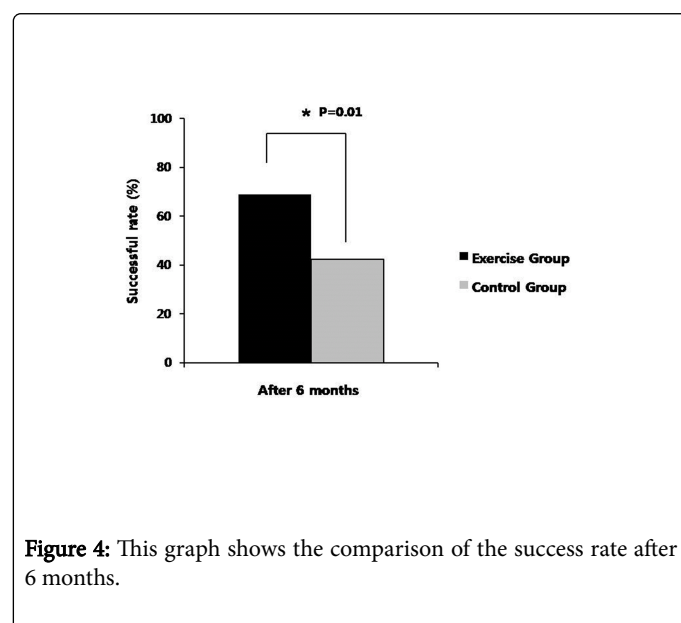 * P=0.01
100
80
60
40
20
0
Successful rate (%)
After 6 months
Exercise Group
Control Group
Figure 4: This graph shows the comparison of the success rate after
6 months.